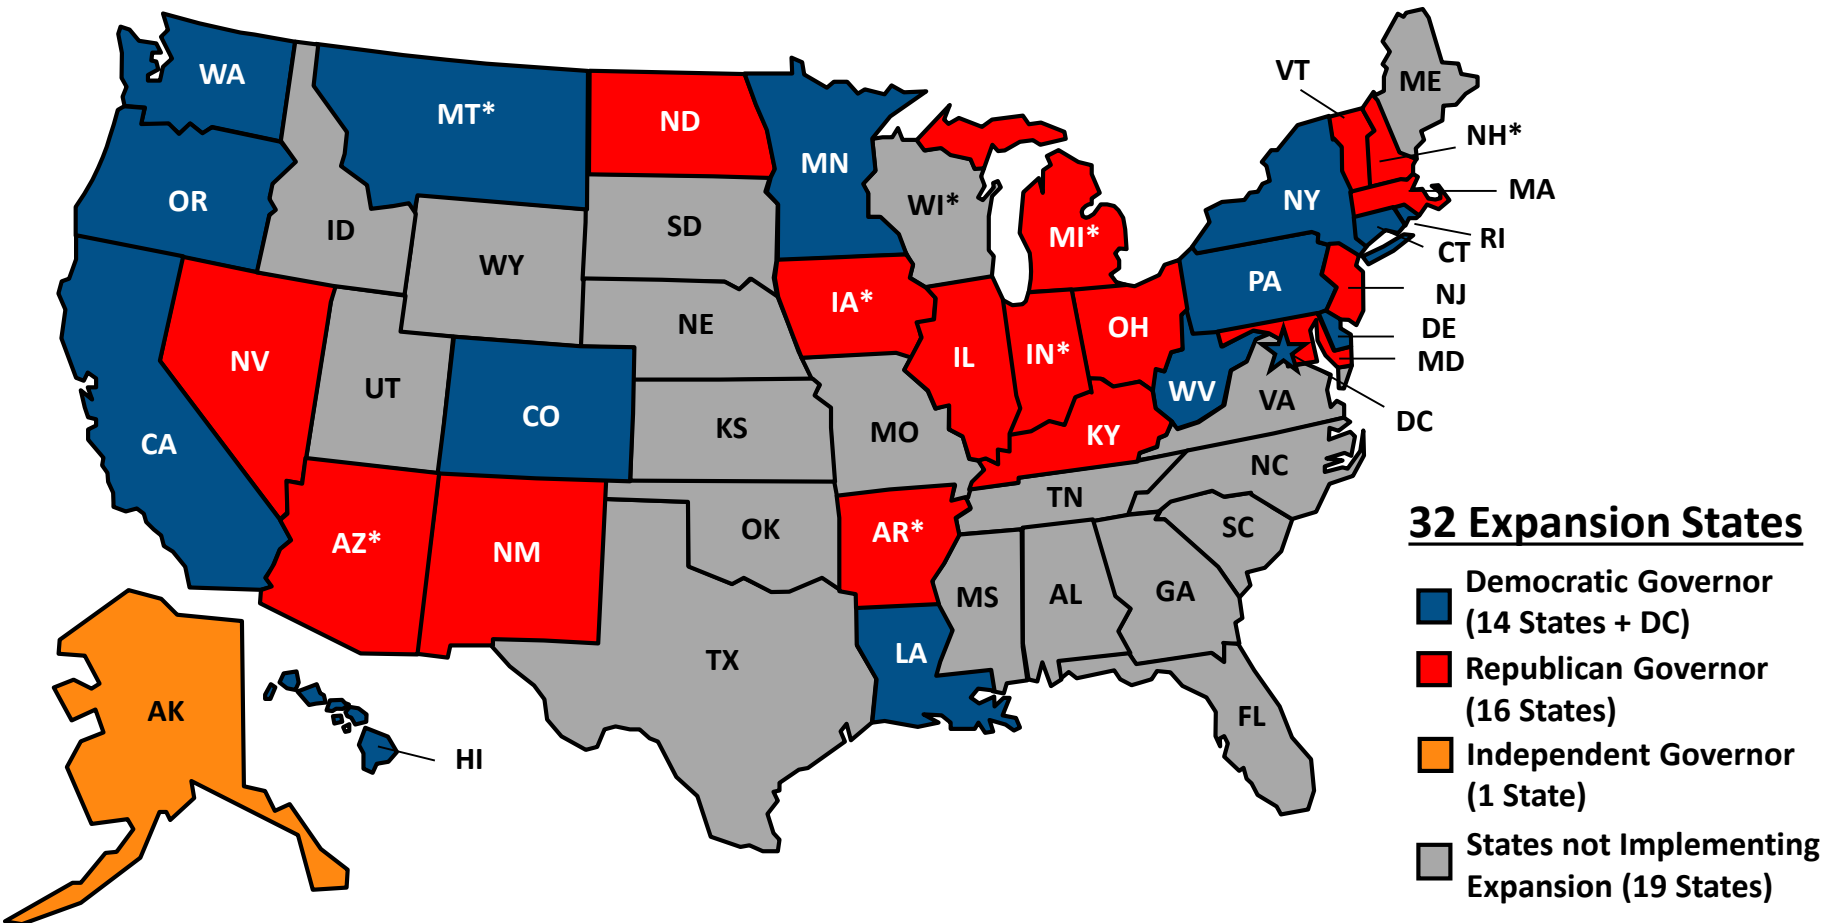 WA
MT*
ND
MN
VT
ME
NH*
MA
OR
ID
WY
SD
WI*
MI*
NY
RI
CT
PA
NJ
DE
MD
DC
NV
UT
CO
NE
IA*
IL
IN*
OH
WV
VA
CA
KS
MO
KY
NC
TN
AZ*
NM
OK
AR*
SC
MS
AL
GA
TX
LA
FL
AK
HI
32 Expansion States
Democratic Governor
(14 States + DC)
Republican Governor
(16 States)
Independent Governor
(1 State)
States not Implementing
Expansion (19 States)